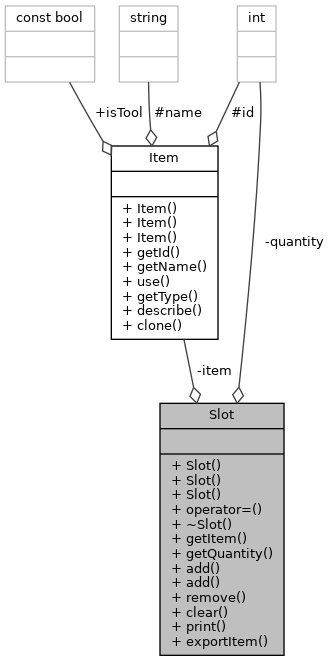 const bool
string
int
+isTool
#name
#id
Item
+ Item()
+ Item()
+ Item()
+ getId()
+ getName()
+ use()
+ getType()
+ describe()
+ clone()
-quantity
-item
Slot
+ Slot()
+ Slot()
+ Slot()
+ operator=()
+ ~Slot()
+ getItem()
+ getQuantity()
+ add()
+ add()
+ remove()
+ clear()
+ print()
+ exportItem()